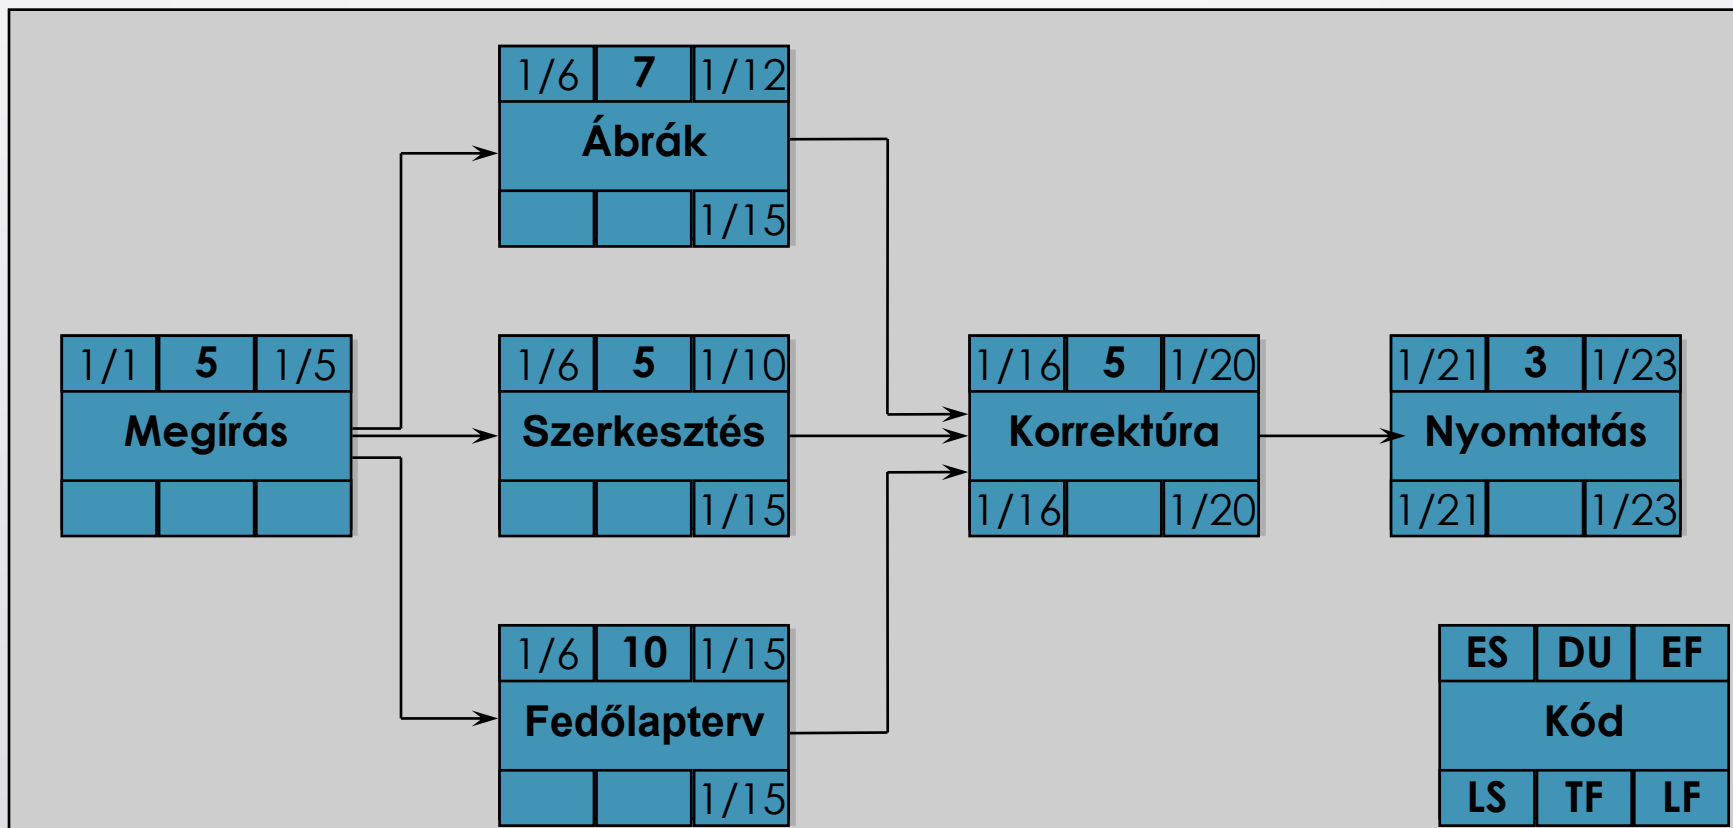 1/6 7 1/12
Ábrák
1/15
1/1 5 1/5
Megírás
1/6 5 1/10
Szerkesztés
1/15
1/6 10 1/15
Fedőlapterv
1/15
1/16 5 1/20
Korrektúra
1/16 1/20
1/21 3 1/23
Nyomtatás
1/21 1/23
ES DU EF
Kód
LS TF LF